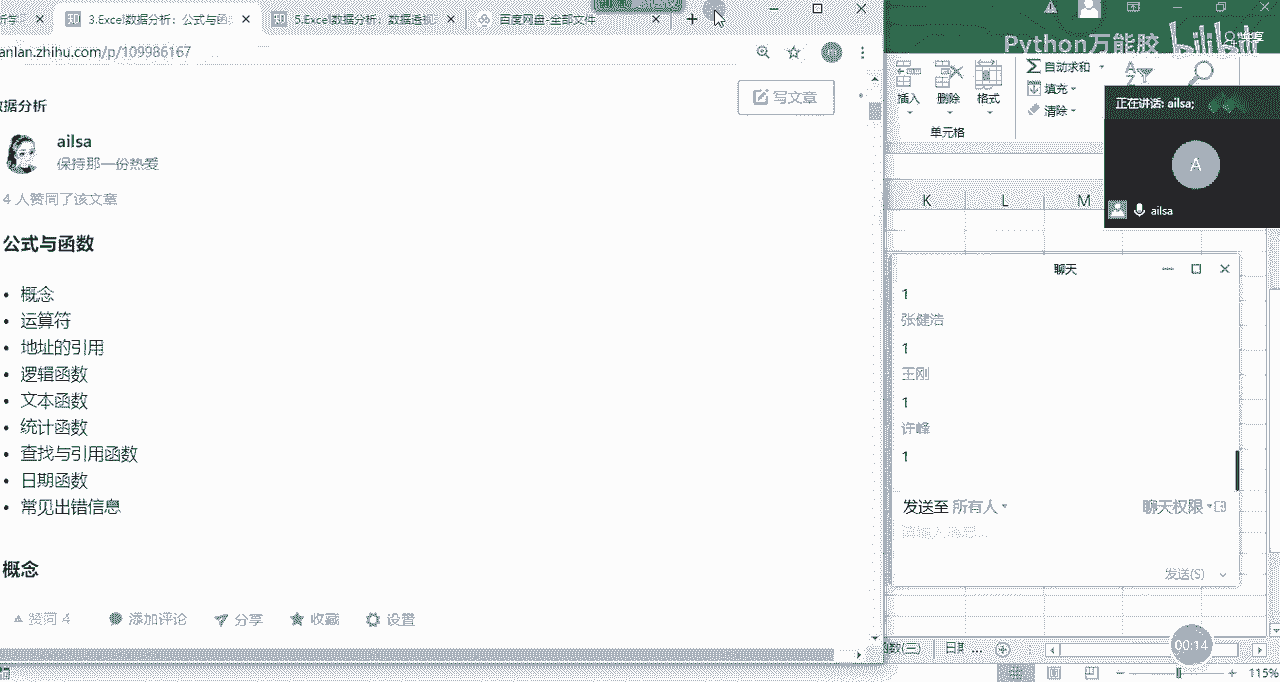 析学
3.Excel数据分析：公式与函
5.Excel数据分析：数据透视
百度网盘-全部文件
anlan.zhihu.com/p/109986167
数据分析
写文章
ailsa
保持那一份热爱
4 人赞同了该文章
公式与函数
• 概念
• 运算符
• 地址的引用
• 逻辑函数
• 文本函数
• 统计函数
• 查找与引用函数
• 日期函数
• 常见出错信息
概念
赞同 4
添加评论
分享
收藏
设置
Python万能胶
bilibili
共享
插入
删除
格式
单元格
自动求和
填充
清除
正在讲话: ailsa;
A
ailsa
K
L
M
聊天
1
张健浩
1
王刚
1
许峰
1
发送至 所有人
聊天权限
请输入消息...
发送(S)
函数(三)
日期 ...
00:14
115%